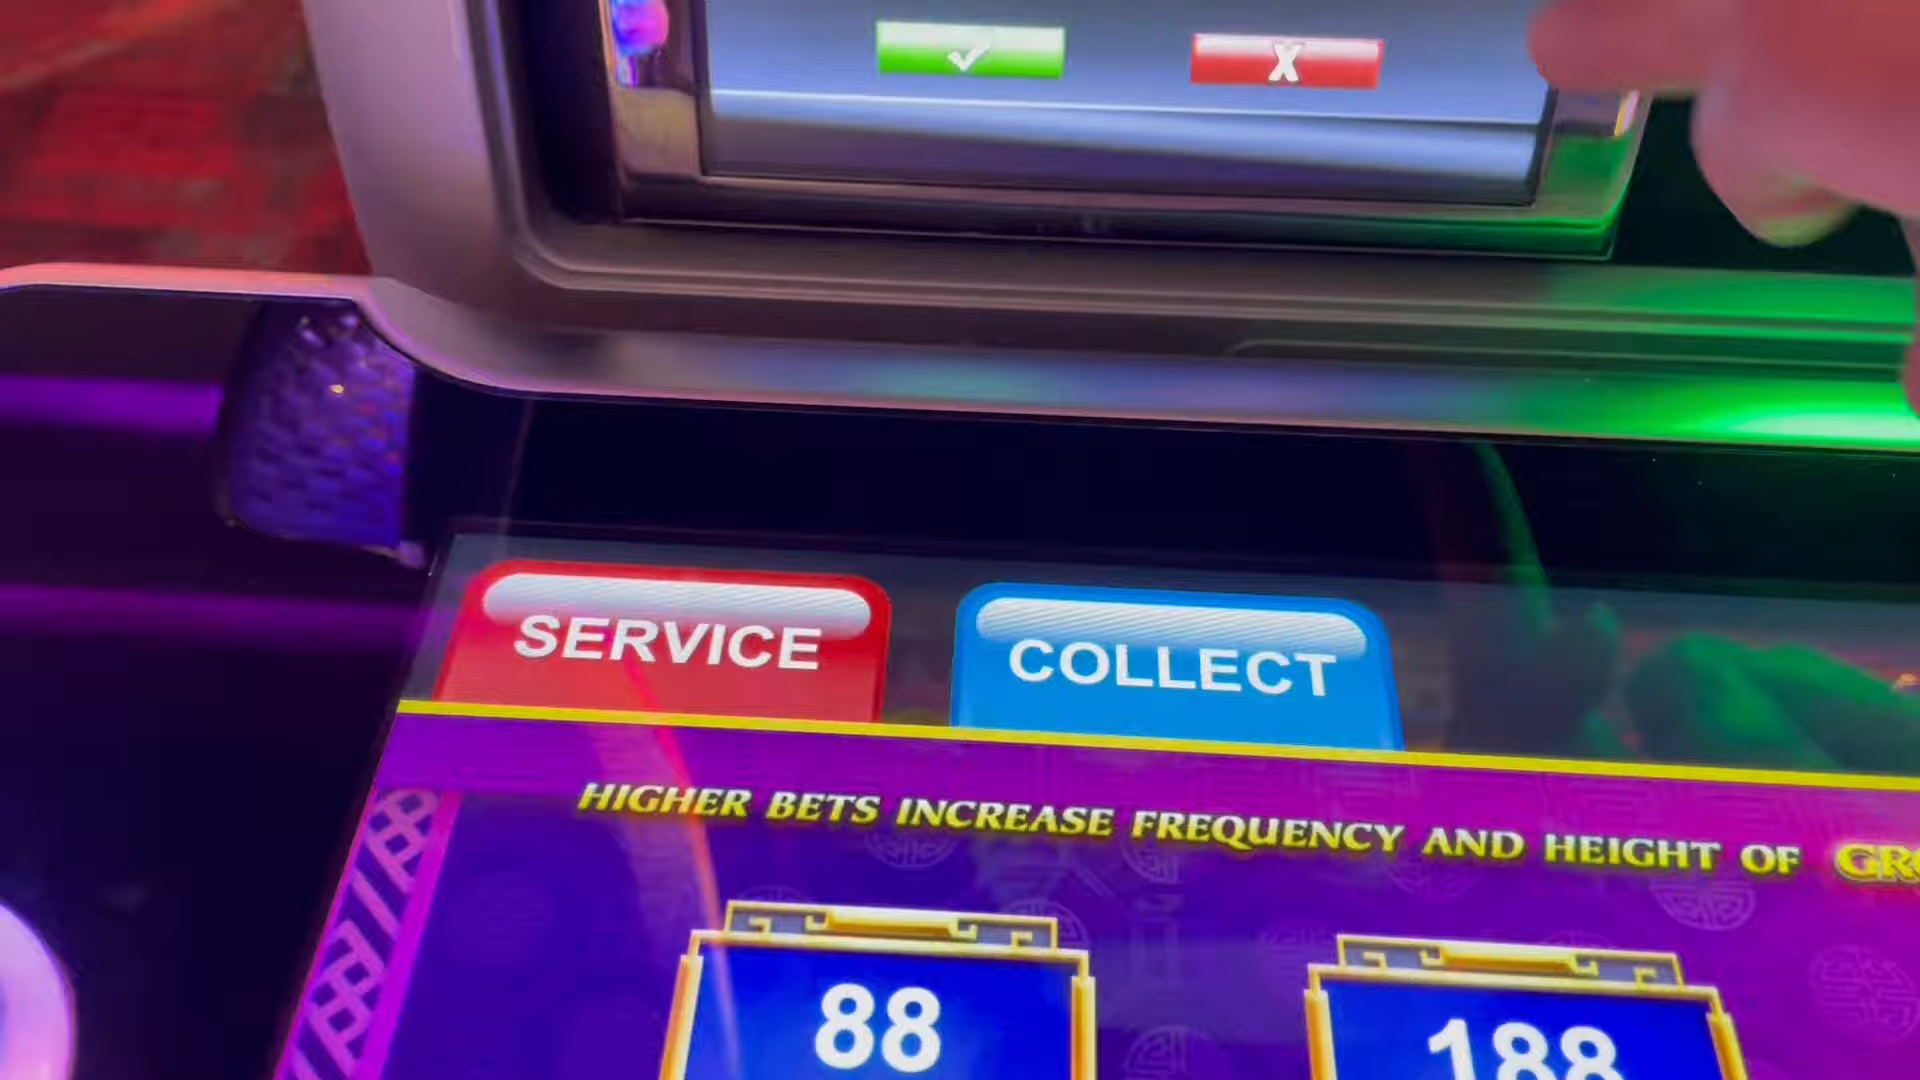 SERVICE
COLLECT
HIGHER BETS INCREASE FREQUENCY AND HEIGHT OF
88
188